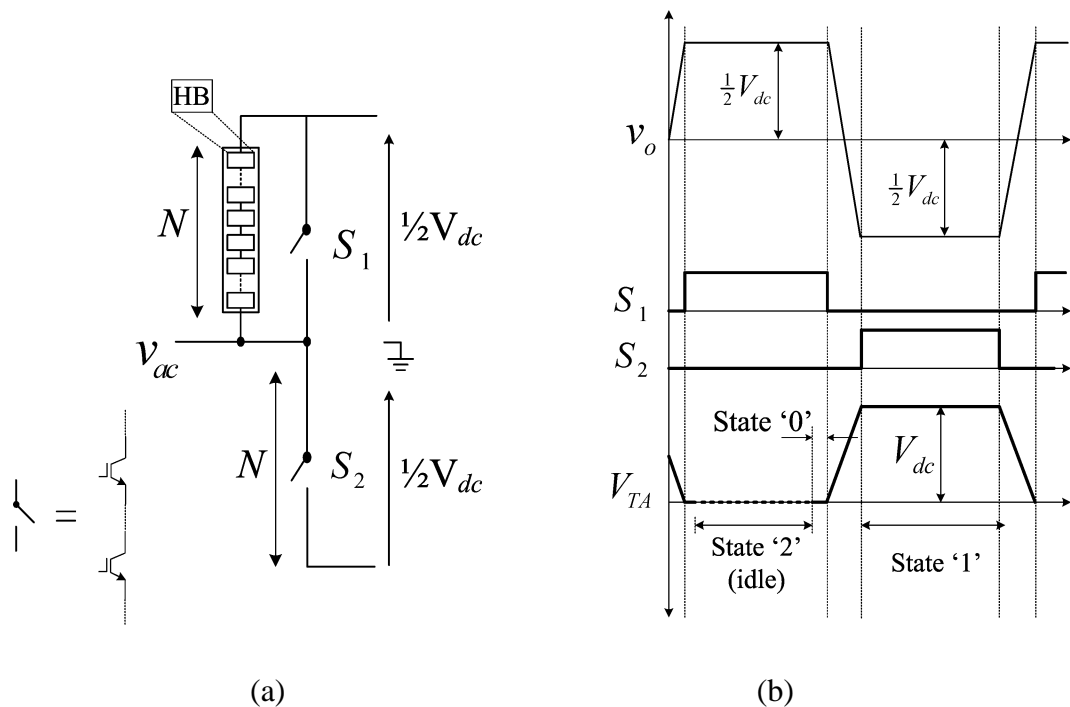 HB
N
S1
½Vdc
vac
N
S2
½Vdc
=
(a)
½Vdc
vo
½Vdc
S1
S2
State ‘0’
Vdc
VTA
State ‘2’
(idle)
State ‘1’
(b)